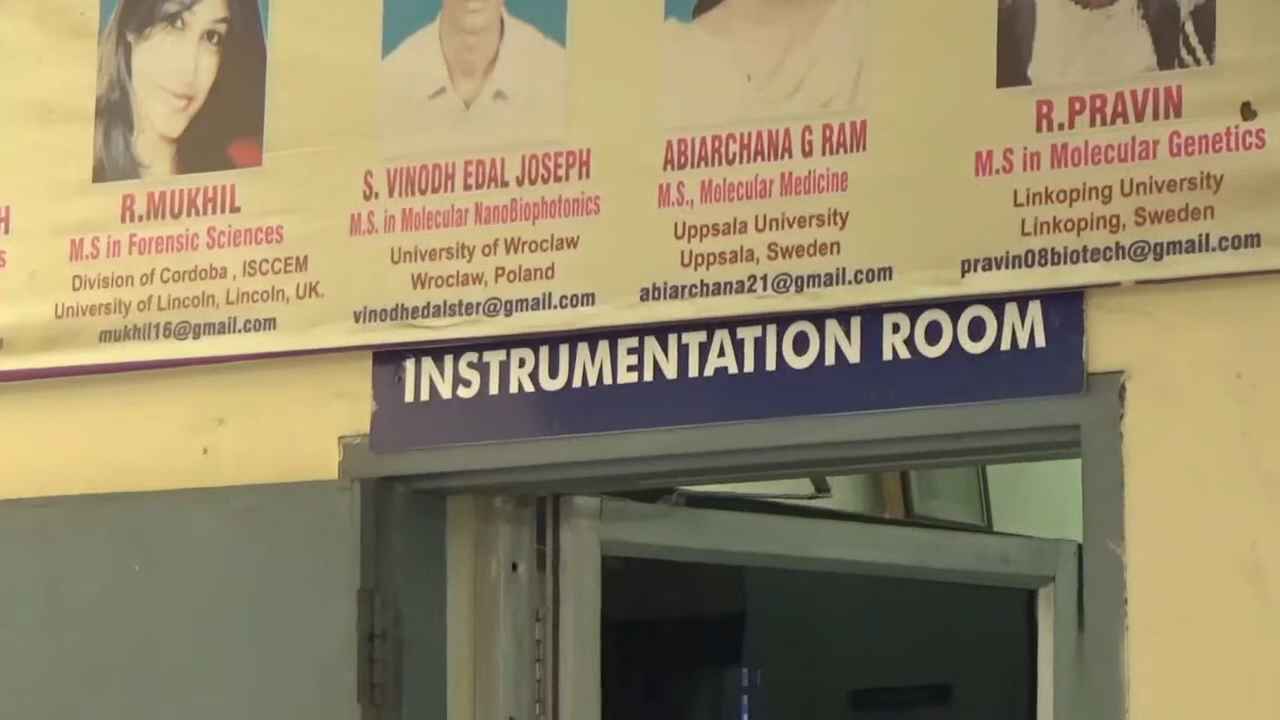 R.MUKHIL
M.S in Forensic Sciences
Division of Cordoba , ISCCEM
University of Lincoln, Lincoln, UK.
mukhil16@gmail.com
S. VINODH EDAL JOSEPH
M.S. in Molecular NanoBiophotonics
University of Wroclaw
Wroclaw, Poland
vinodhedalster@gmail.com
ABIARCHANA G RAM
M.S., Molecular Medicine
Uppsala University
Uppsala, Sweden
abiarchana21@gmail.com
R.PRAVIN
M.S in Molecular Genetics
Linkoping University
Linkoping, Sweden
pravin08biotech@gmail.com
INSTRUMENTATION ROOM